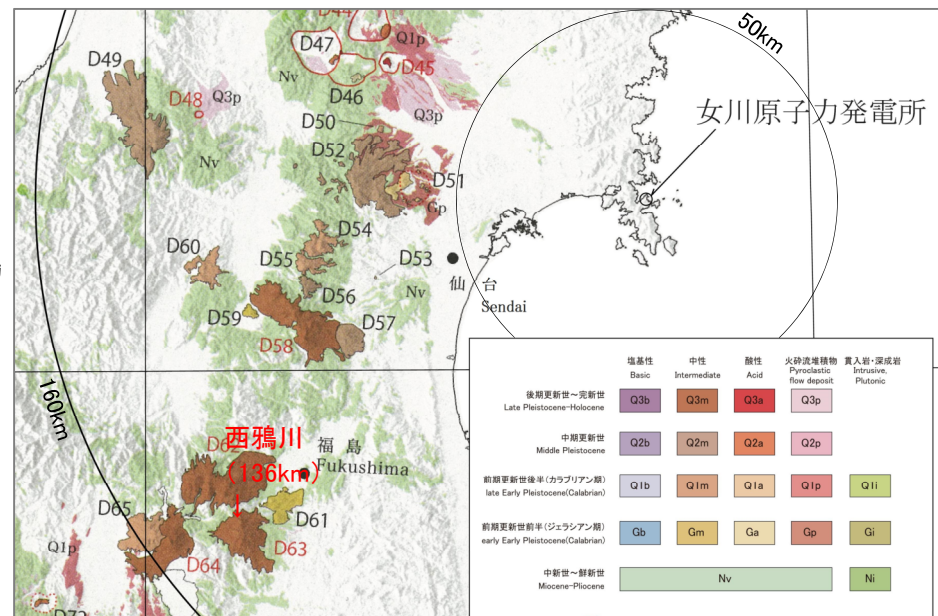 D44
Q1p
D47
D45
Nv
D46
Q3p
50km
女川原子力発電所
D49
D48
Q3p
Nv
D50
D52
D51
Gp
D54
D60
D55
D53
仙台
Sendai
D56
Nv
D59
D57
D58
160km
西鴉川
(136km)
福島
Fukushima
D62
D61
D65
Q1p
D64
D63
塩基性
Basic
中性
Intermediate
酸性
Acid
火砕流堆積物
Pyroclastic
flow deposit
貫入岩・深成岩
Intrusive,
Plutonic
後期更新世～完新世
Late Pleistocene-Holocene
Q3b Q3m Q3a Q3p
中期更新世
Middle Pleistocene
Q2b Q2m Q2a Q2p
前期更新世後半(カラブリアン期)
late Early Pleistocene(Calabrian)
Q1b Q1m Q1a Q1p Q1i
前期更新世前半(ジェラシアン期)
early Early Pleistocene(Calabrian)
Gb Gm Ga Gp Gi
中新世～鮮新世
Miocene-Pliocene
Nv Ni